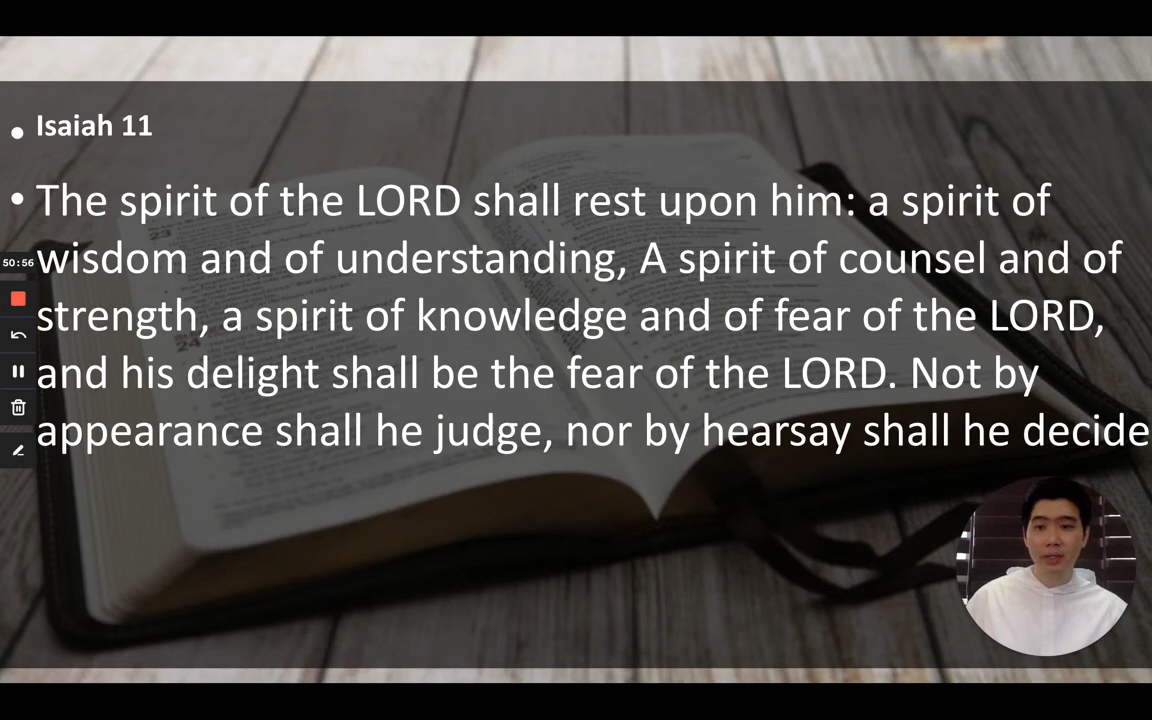 • Isaiah 11
• The spirit of the LORD shall rest upon him: a spirit of
wisdom and of understanding, A spirit of counsel and of
50:56
strength, a spirit of knowledge and of fear of the LORD,
and his delight shall be the fear of the LORD. Not by
appearance shall he judge, nor by hearsay shall he decide